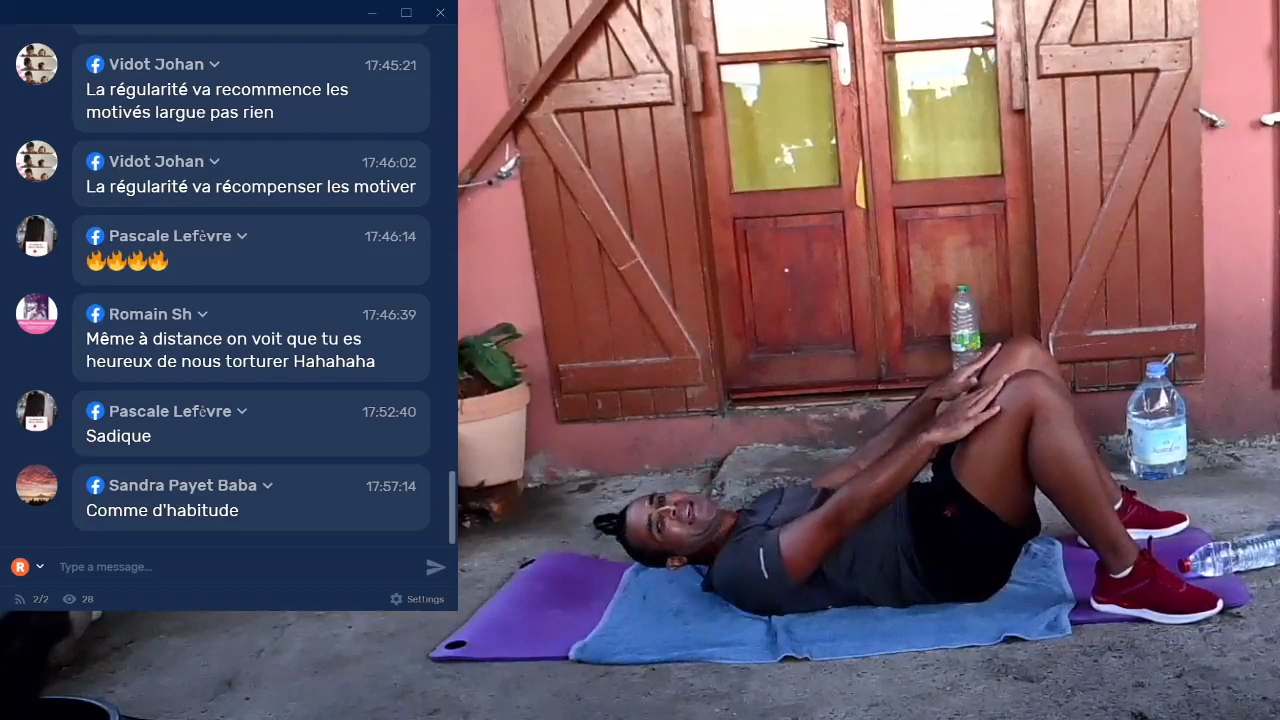 Vidot Johan 17:45:21
La régularité va recommence les
motivés largue pas rien
Vidot Johan 17:46:02
La régularité va récompenser les motiver
Pascale Lefèvre 17:46:14
🔥🔥🔥🔥
Romain Sh 17:46:39
Même à distance on voit que tu es
heureux de nous torturer Hahahaha
Pascale Lefèvre 17:52:40
Sadique
Sandra Payet Baba 17:57:14
Comme d'habitude
R Type a message...
2/2 28 Settings